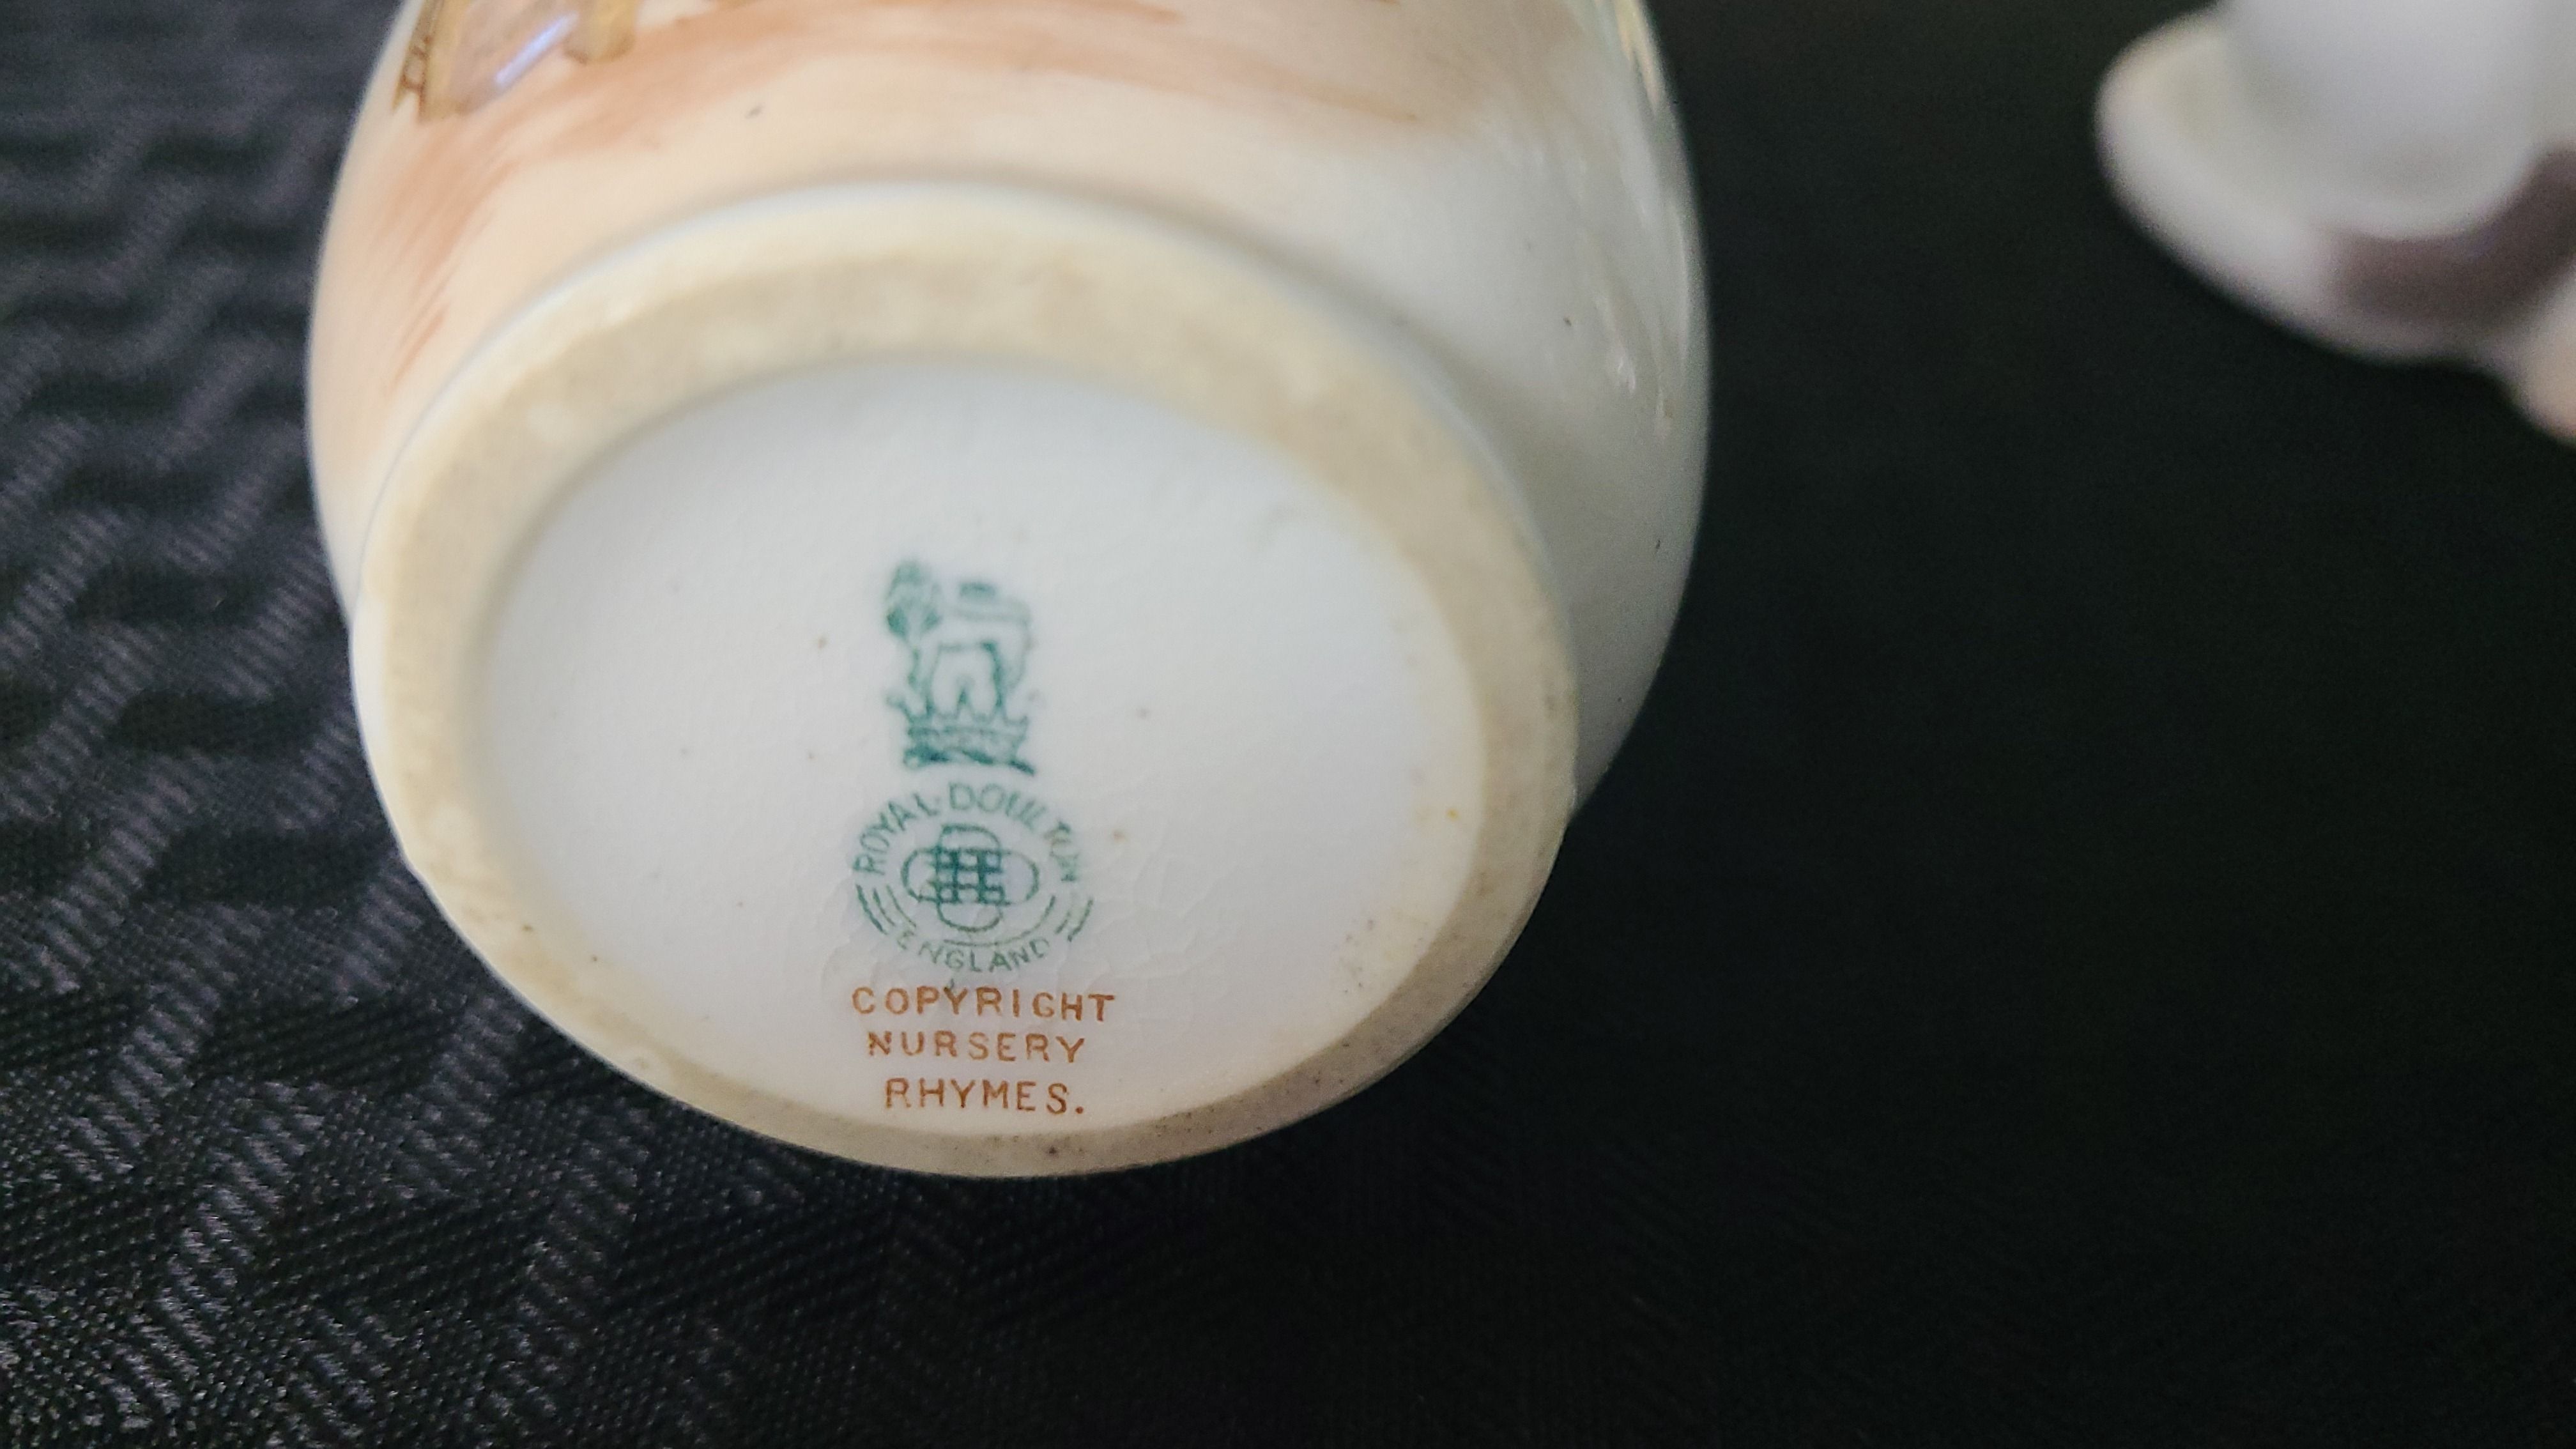 ROYAL·DOULTON
ENGLAND
COPYRIGHT
NURSERY
RHYMES.